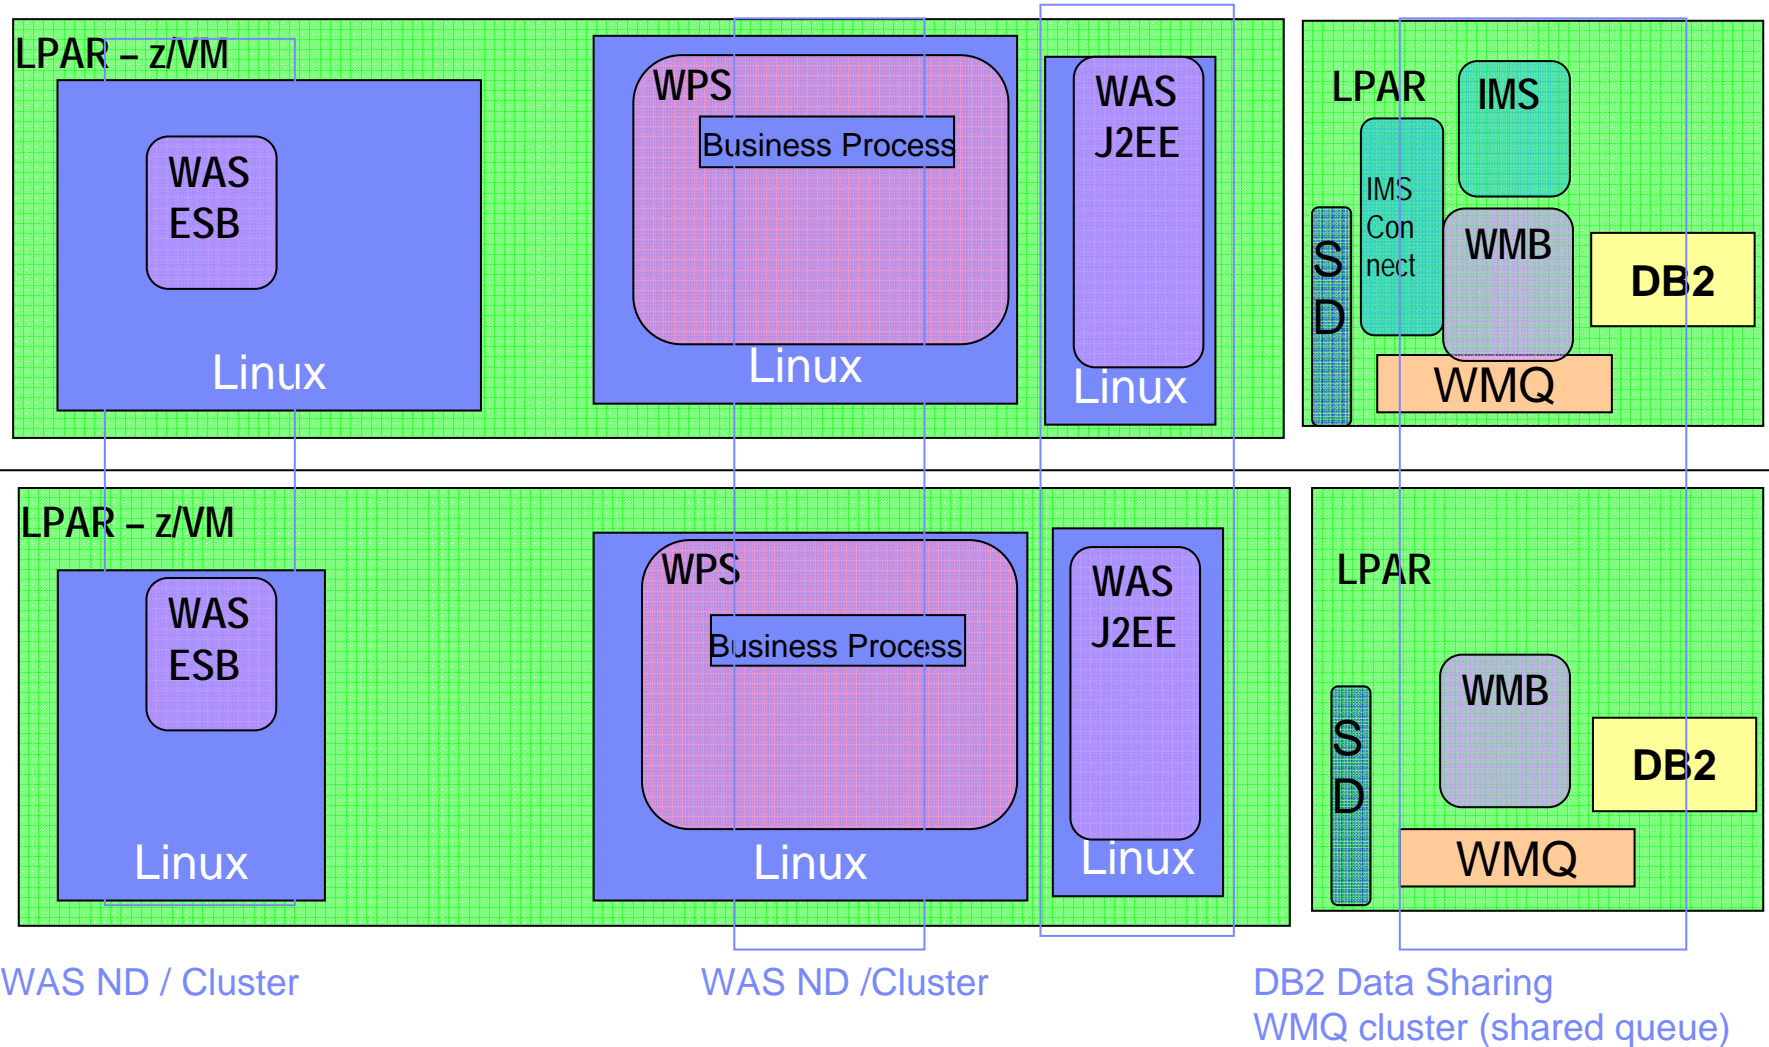 LPAR – z/VM
WAS
ESB
Linux
WPS
Business Process
Linux
WAS
J2EE
Linux
LPAR
IMS
IMS
Con
nect
S
D
WMB
DB2
WMQ
LPAR – z/VM
WAS
ESB
Linux
WPS
Business Process
Linux
WAS
J2EE
Linux
LPAR
S
D
WMB
DB2
WMQ
WAS ND / Cluster
WAS ND /Cluster
DB2 Data Sharing
WMQ cluster (shared queue)